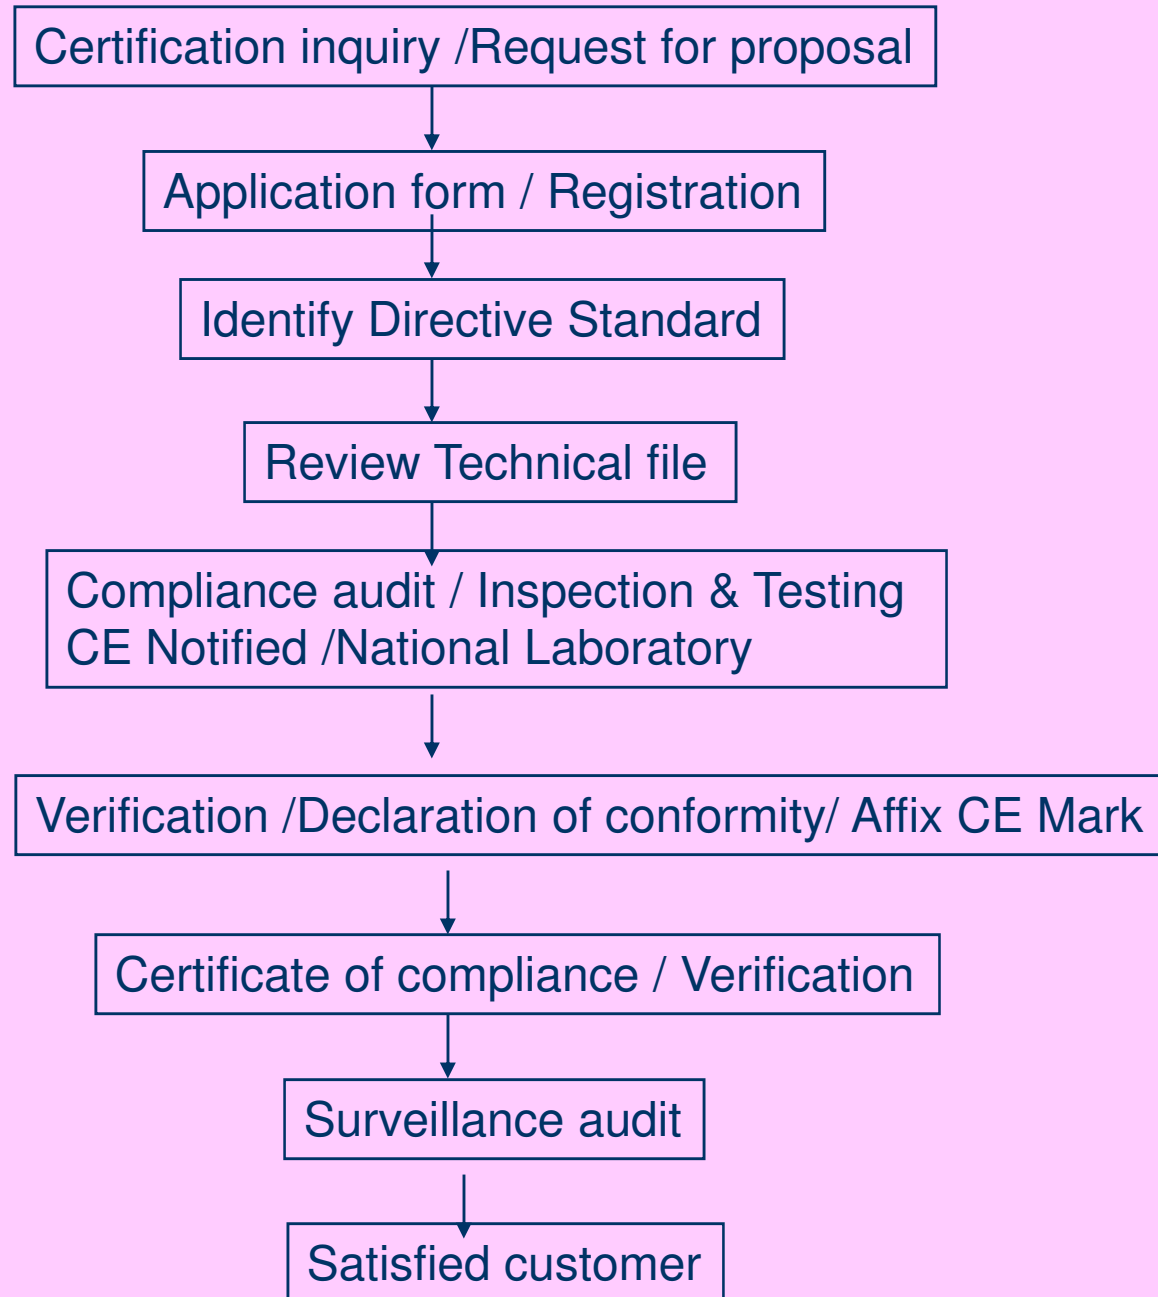 Certification inquiry /Request for proposal
Application form / Registration
Identify Directive Standard
Review Technical file
Compliance audit / Inspection & Testing
CE Notified /National Laboratory
Verification /Declaration of conformity/ Affix CE Mark
Certificate of compliance / Verification
Surveillance audit
Satisfied customer